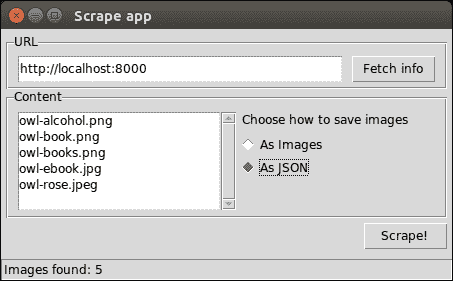 Scrape app
URL
http://localhost:8000
Fetch info
Content
owl-alcohol.png
owl-book.png
owl-books.png
owl-ebook.jpg
owl-rose.jpeg
Choose how to save images
As Images
As JSON
Scrape!
Images found: 5